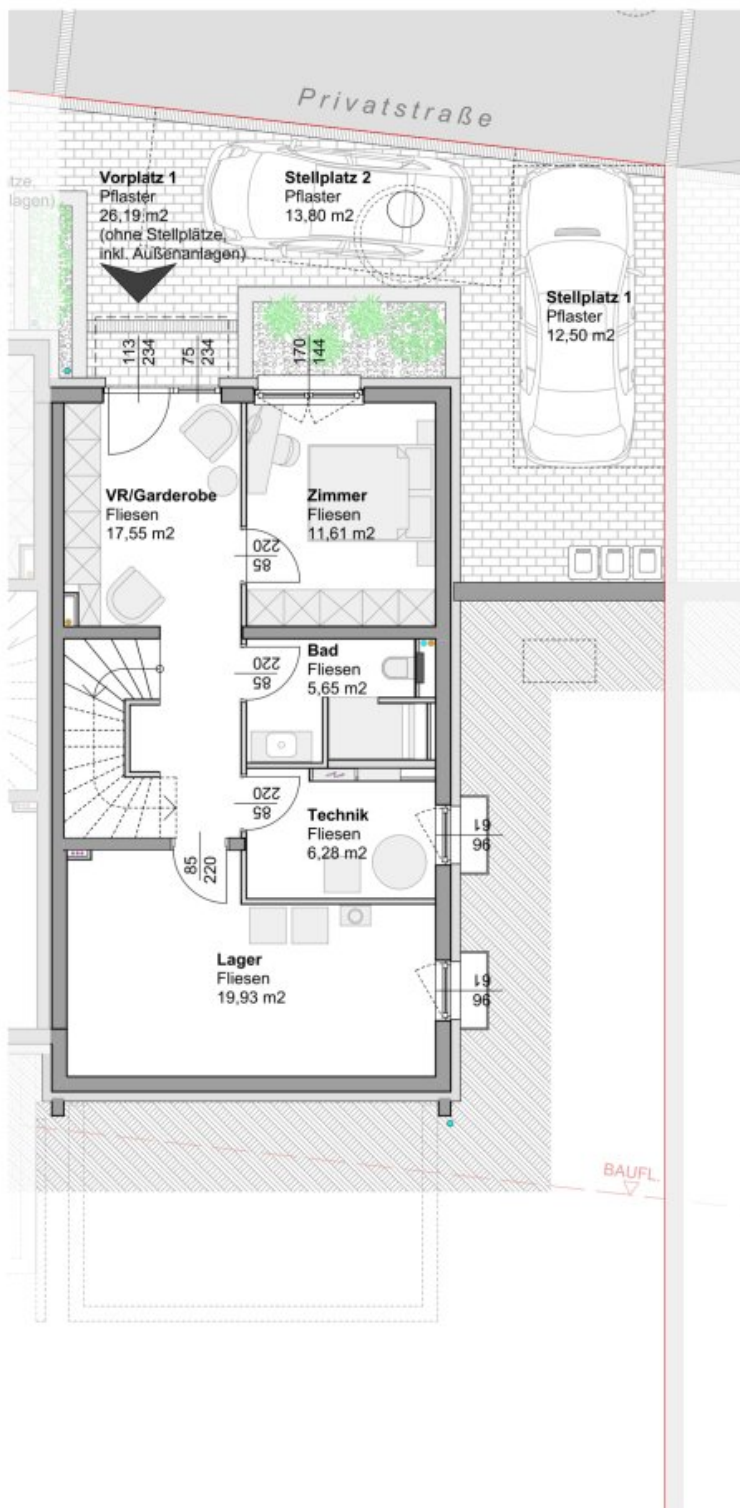 Privatstraße
tze,
lagen)
Vorplatz 1
Pflaster
26,19 m2
(ohne Stellplätze,
inkl. Außenanlagen)
Stellplatz 2
Pflaster
13,80 m2
Stellplatz 1
Pflaster
12,50 m2
113
234
75
234
170
144
VR/Garderobe
Fliesen
17,55 m2
Zimmer
Fliesen
11,61 m2
85
220
Bad
Fliesen
5,65 m2
85
220
Technik
Fliesen
6,28 m2
85
220
61
96
85
220
Lager
Fliesen
19,93 m2
61
96
BAUFL.